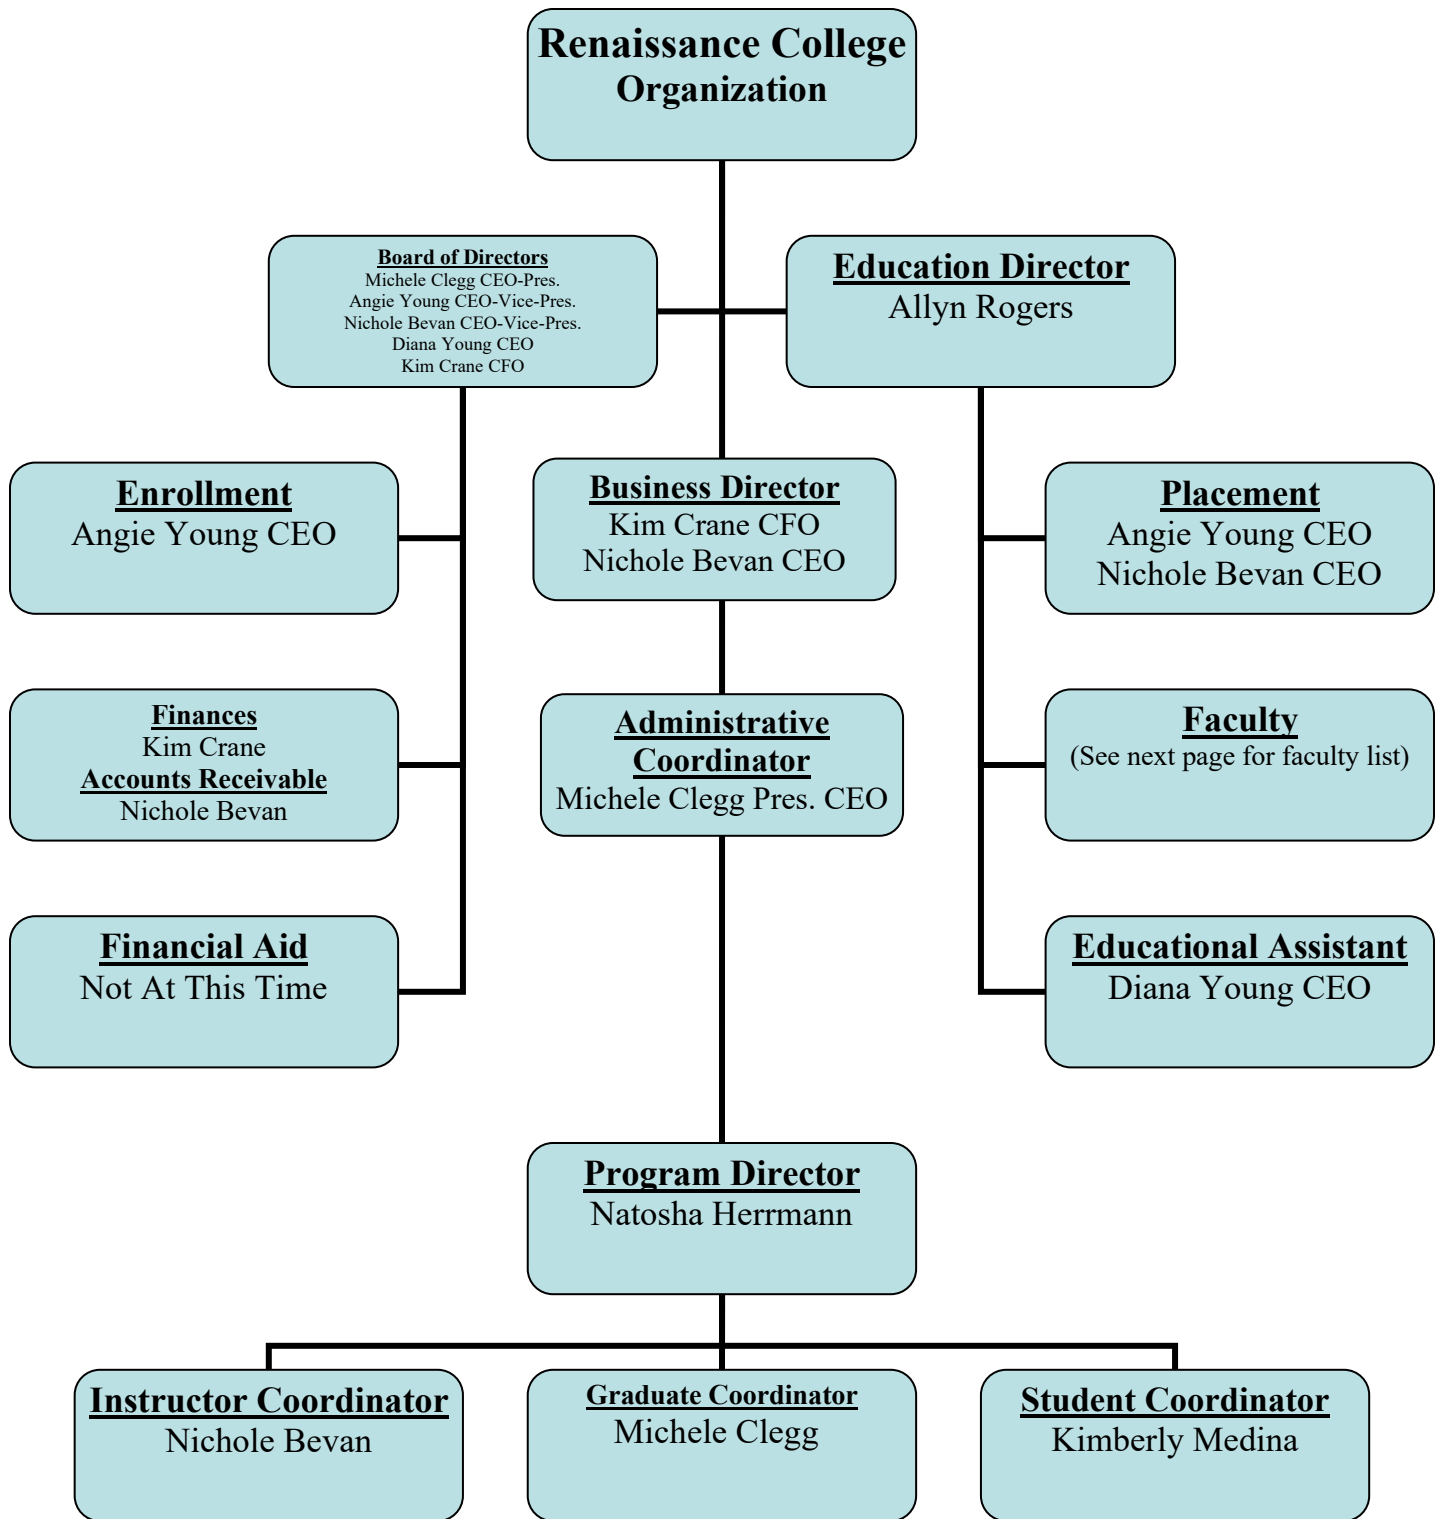 Renaissance College
Organization
Board of Directors
Michele Clegg CEO-Pres.
Angie Young CEO-Vice-Pres.
Nichole Bevan CEO-Vice-Pres.
Diana Young CEO
Kim Crane CFO
Education Director
Allyn Rogers
Enrollment
Angie Young CEO
Business Director
Kim Crane CFO
Nichole Bevan CEO
Placement
Angie Young CEO
Nichole Bevan CEO
Finances
Kim Crane
Accounts Receivable
Nichole Bevan
Administrative
Coordinator
Michele Clegg Pres. CEO
Faculty
(See next page for faculty list)
Financial Aid
Not At This Time
Educational Assistant
Diana Young CEO
Program Director
Natosha Herrmann
Instructor Coordinator
Nichole Bevan
Graduate Coordinator
Michele Clegg
Student Coordinator
Kimberly Medina